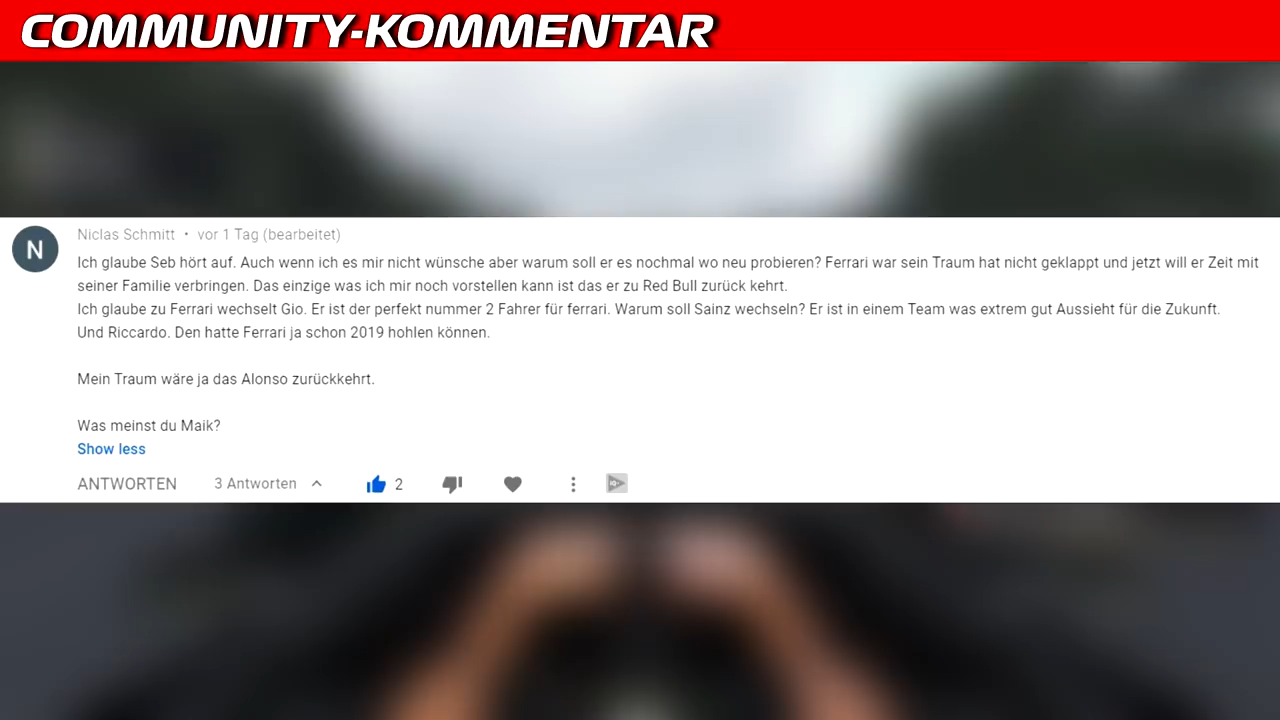 COMMUNITY-KOMMENTAR
N
Niclas Schmitt • vor 1 Tag (bearbeitet)
Ich glaube Seb hört auf. Auch wenn ich es mir nicht wünsche aber warum soll er es nochmal wo neu probieren? Ferrari war sein Traum hat nicht geklappt und jetzt will er Zeit mit
seiner Familie verbringen. Das einzige was ich mir noch vorstellen kann ist das er zu Red Bull zurück kehrt.
Ich glaube zu Ferrari wechselt Gio. Er ist der perfekt nummer 2 Fahrer für ferrari. Warum soll Sainz wechseln? Er ist in einem Team was extrem gut Aussieht für die Zukunft.
Und Riccardo. Den hatte Ferrari ja schon 2019 hohlen können.
Mein Traum wäre ja das Alonso zurückkehrt.
Was meinst du Maik?
Show less
ANTWORTEN 3 Antworten 2